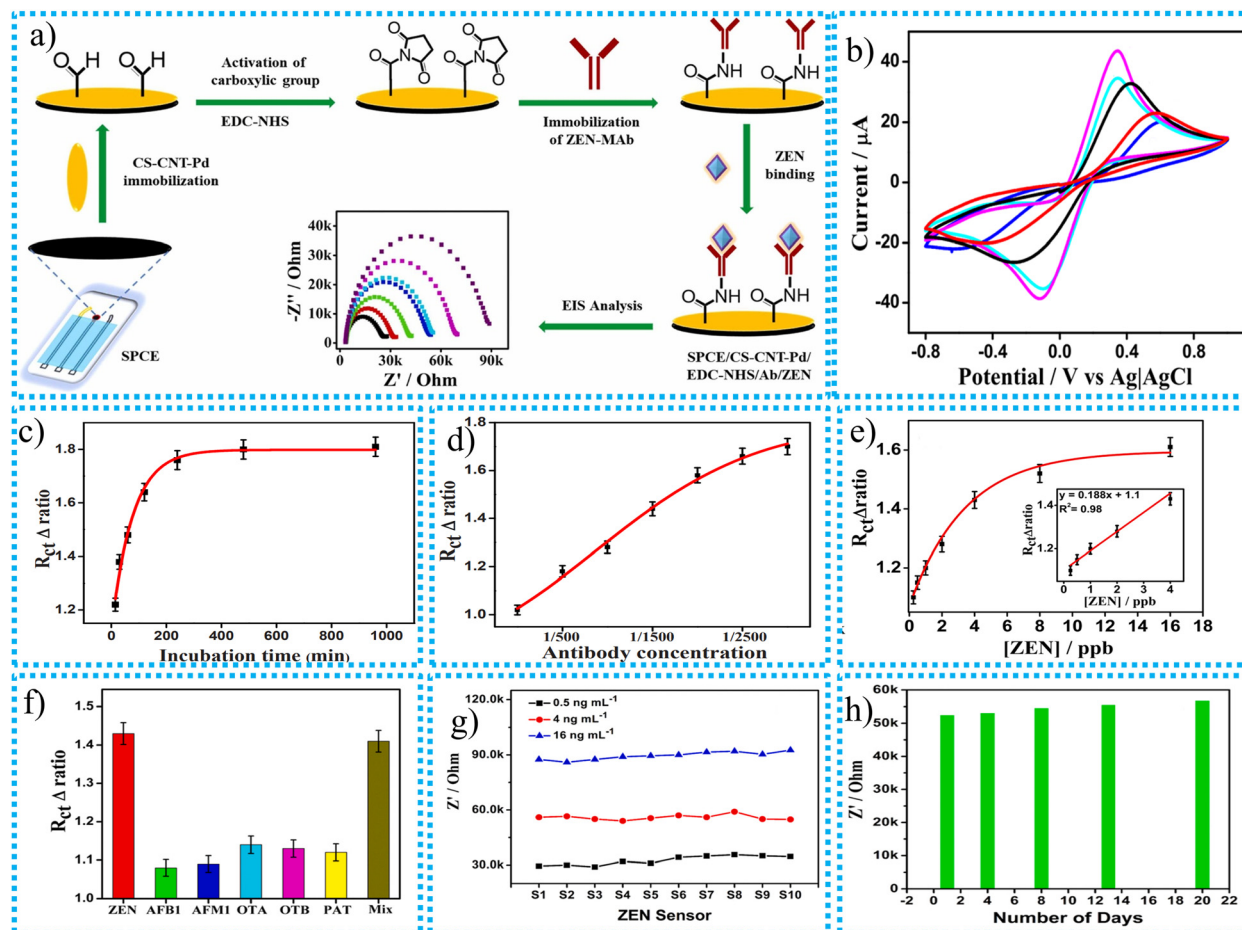 a)
O
H
O
H
Activation of
carboxylic group
EDC-NHS
O
O
N
O
O
O
N
O
Immobilization
of ZEN-MAb
O
NH
O
NH
CS-CNT-Pd
immobilization
ZEN
binding
SPCE
-Z'' / Ohm
40k
30k
20k
10k
0
0
30k
60k
90k
Z' / Ohm
EIS Analysis
O
NH
O
NH
SPCE/CS-CNT-Pd/
EDC-NHS/Ab/ZEN
b)
Current / μA
40
20
0
-20
-40
-0.8
-0.4
0.0
0.4
0.8
Potential / V vs Ag|AgCl
c)
Rct Δ ratio
1.8
1.6
1.4
1.2
0
200
400
600
800
1000
Incubation time (min)
d)
Rct Δ ratio
1.8
1.6
1.4
1.2
1.0
1/500
1/1500
1/2500
Antibody concentration
e)
RctΔratio
1.6
1.4
1.2
0
2
4
6
8
10
12
14
16
18
[ZEN] / ppb
y = 0.188x + 1.1
R²= 0.98
RctΔratio
1.4
1.2
0
1
2
3
4
[ZEN] / ppb
f)
Rct Δ ratio
1.5
1.4
1.3
1.2
1.1
1.0
ZEN
AFB1
AFM1
OTA
OTB
PAT
Mix
g)
Z' / Ohm
120.0k
90.0k
60.0k
30.0k
0.5 ng mL⁻¹
4 ng mL⁻¹
16 ng mL⁻¹
S1
S2
S3
S4
S5
S6
S7
S8
S9
S10
ZEN Sensor
h)
Z' / Ohm
60k
50k
40k
30k
20k
10k
0
-2
0
2
4
6
8
10
12
14
16
18
20
22
Number of Days